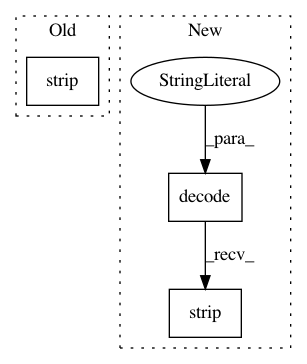 Old
New
strip
StringLiteral
_para_
decode
_recv_
strip